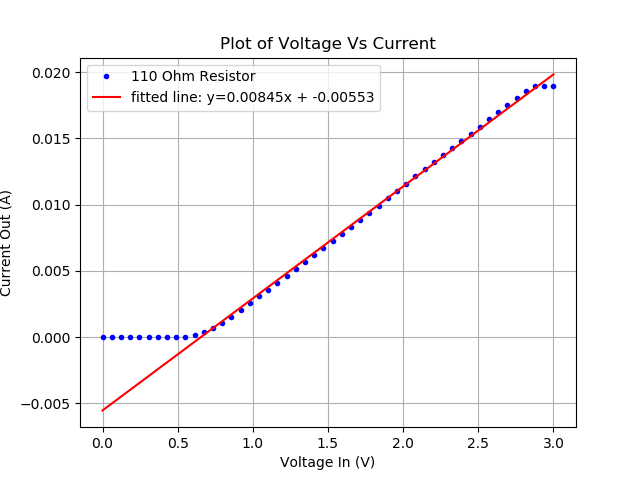 Plot of Voltage Vs Current
110 Ohm Resistor
fitted line: y=0.00845x + -0.00553
0.020
0.015
0.010
0.005
0.000
−0.005
Current Out (A)
0.0 0.5 1.0 1.5 2.0 2.5 3.0
Voltage In (V)